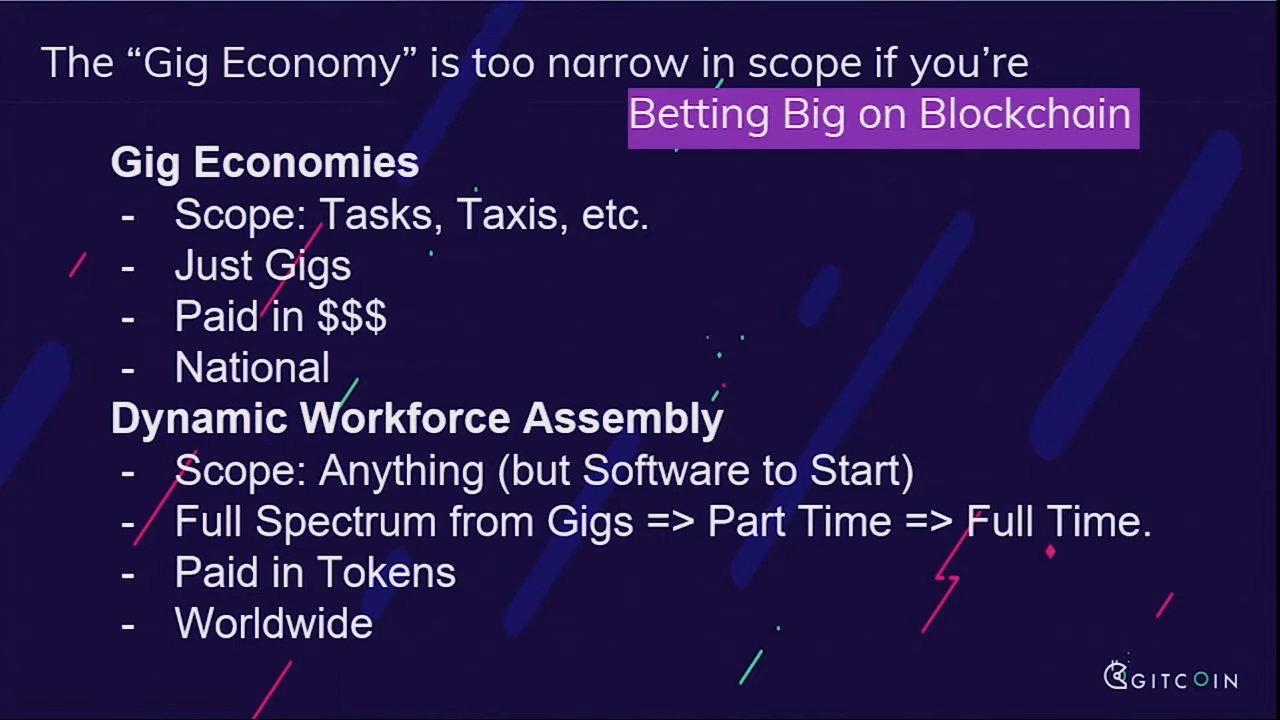 The “Gig Economy” is too narrow in scope if you’re
Betting Big on Blockchain
Gig Economies
- Scope: Tasks, Taxis, etc.
- Just Gigs
- Paid in $$$
- National
Dynamic Workforce Assembly
- Scope: Anything (but Software to Start)
- Full Spectrum from Gigs => Part Time => Full Time.
- Paid in Tokens
- Worldwide
GITCOIN